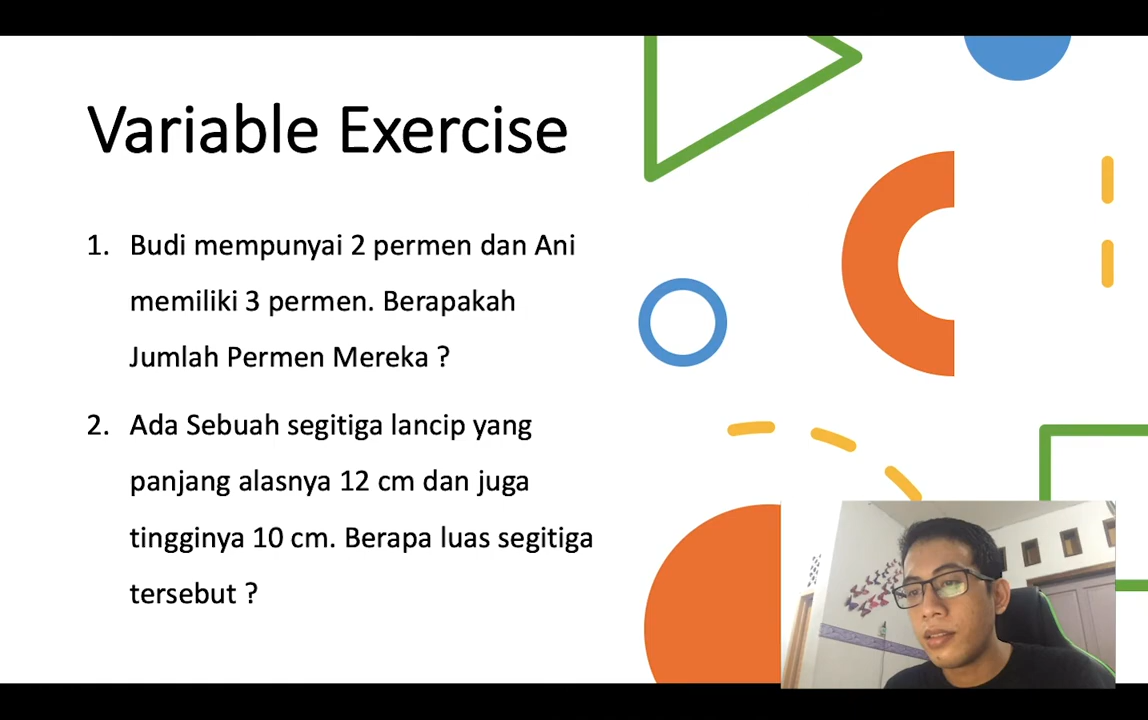 Variable Exercise
1. Budi mempunyai 2 permen dan Ani
memiliki 3 permen. Berapakah
Jumlah Permen Mereka ?
2. Ada Sebuah segitiga lancip yang
panjang alasnya 12 cm dan juga
tingginya 10 cm. Berapa luas segitiga
tersebut ?